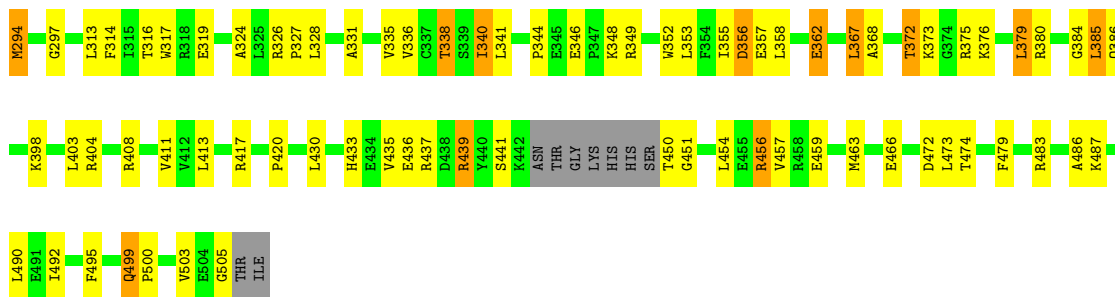 M294 G297 L313 F314 I315 T316 W317 R318 E319 A324 L325 R326 P327 L328 A331 V335 V336 C337 T338 S339 I340 L341 P344 E345 E346 P347 K348 R349 W352 L353 F354 I355 D356 E357 L358 E362 L367 A368 T372 K373 G374 R375 K376 L379 R380 G384 L385
K398 L403 R404 R408 V411 V412 L413 R417 P420 L430 H433 E434 V435 E436 R437 D438 R439 Y440 S441 K442 ASN THR GLY LYS HIS HIS SER T450 G451 L454 E455 R456 V457 R458 E459 M463 E466 D472 L473 T474 F479 R483 A486 K487
L490 E491 I492 F495 Q499 P500 V503 E504 G505 THR ILE